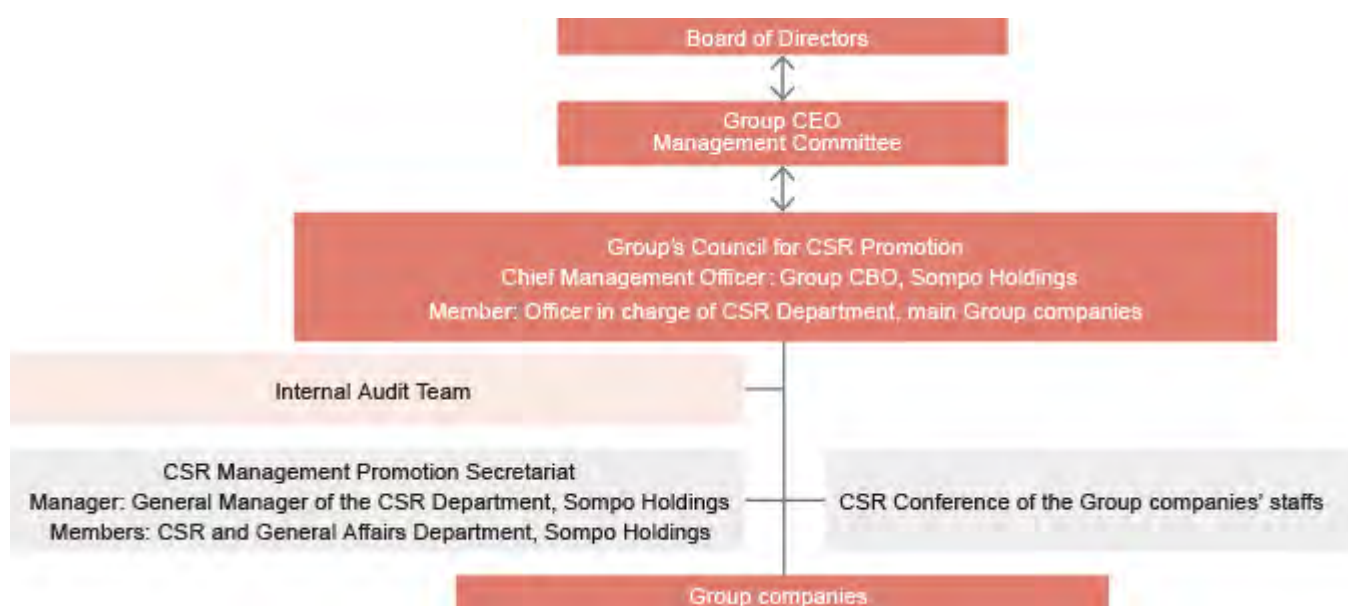 Board of Directors
Group CEO
Management Committee
Group's Council for CSR Promotion
Chief Management Officer : Group CBO, Sompo Holdings
Member: Officer in charge of CSR Department, main Group companies
Internal Audit Team
CSR Management Promotion Secretariat
Manager: General Manager of the CSR Department, Sompo Holdings
Members: CSR and General Affairs Department, Sompo Holdings
CSR Conference of the Group companies' staffs
Group companies